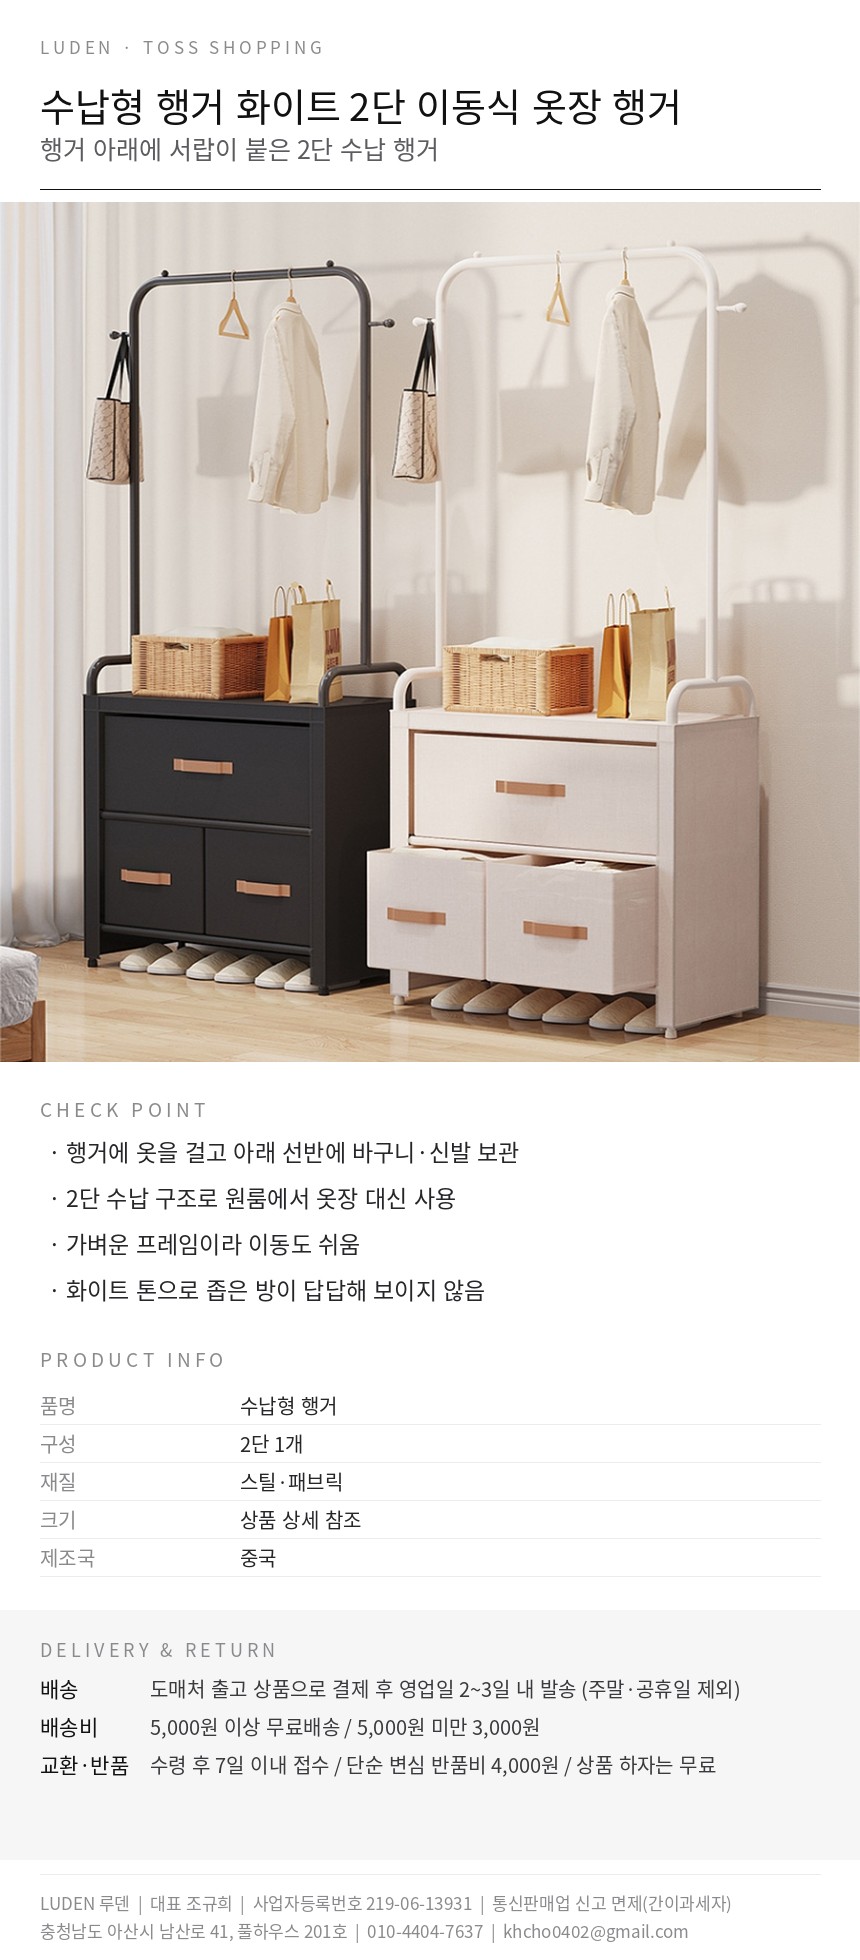 LUDEN · TOSS SHOPPING
수납형 행거 화이트 2단 이동식 옷장 행거
행거 아래에 서랍이 붙은 2단 수납 행거
CHECK POINT
· 행거에 옷을 걸고 아래 선반에 바구니·신발 보관
· 2단 수납 구조로 원룸에서 옷장 대신 사용
· 가벼운 프레임이라 이동도 쉬움
· 화이트 톤으로 좁은 방이 답답해 보이지 않음
PRODUCT INFO
품명 수납형 행거
구성 2단 1개
재질 스틸·패브릭
크기 상품 상세 참조
제조국 중국
DELIVERY & RETURN
배송 도매처 출고 상품으로 결제 후 영업일 2~3일 내 발송 (주말·공휴일 제외)
배송비 5,000원 이상 무료배송 / 5,000원 미만 3,000원
교환·반품 수령 후 7일 이내 접수 / 단순 변심 반품비 4,000원 / 상품 하자는 무료
LUDEN 루덴 | 대표 조규희 | 사업자등록번호 219-06-13931 | 통신판매업 신고 면제(간이과세자)
충청남도 아산시 남산로 41, 풀하우스 201호 | 010-4404-7637 | khcho0402@gmail.com